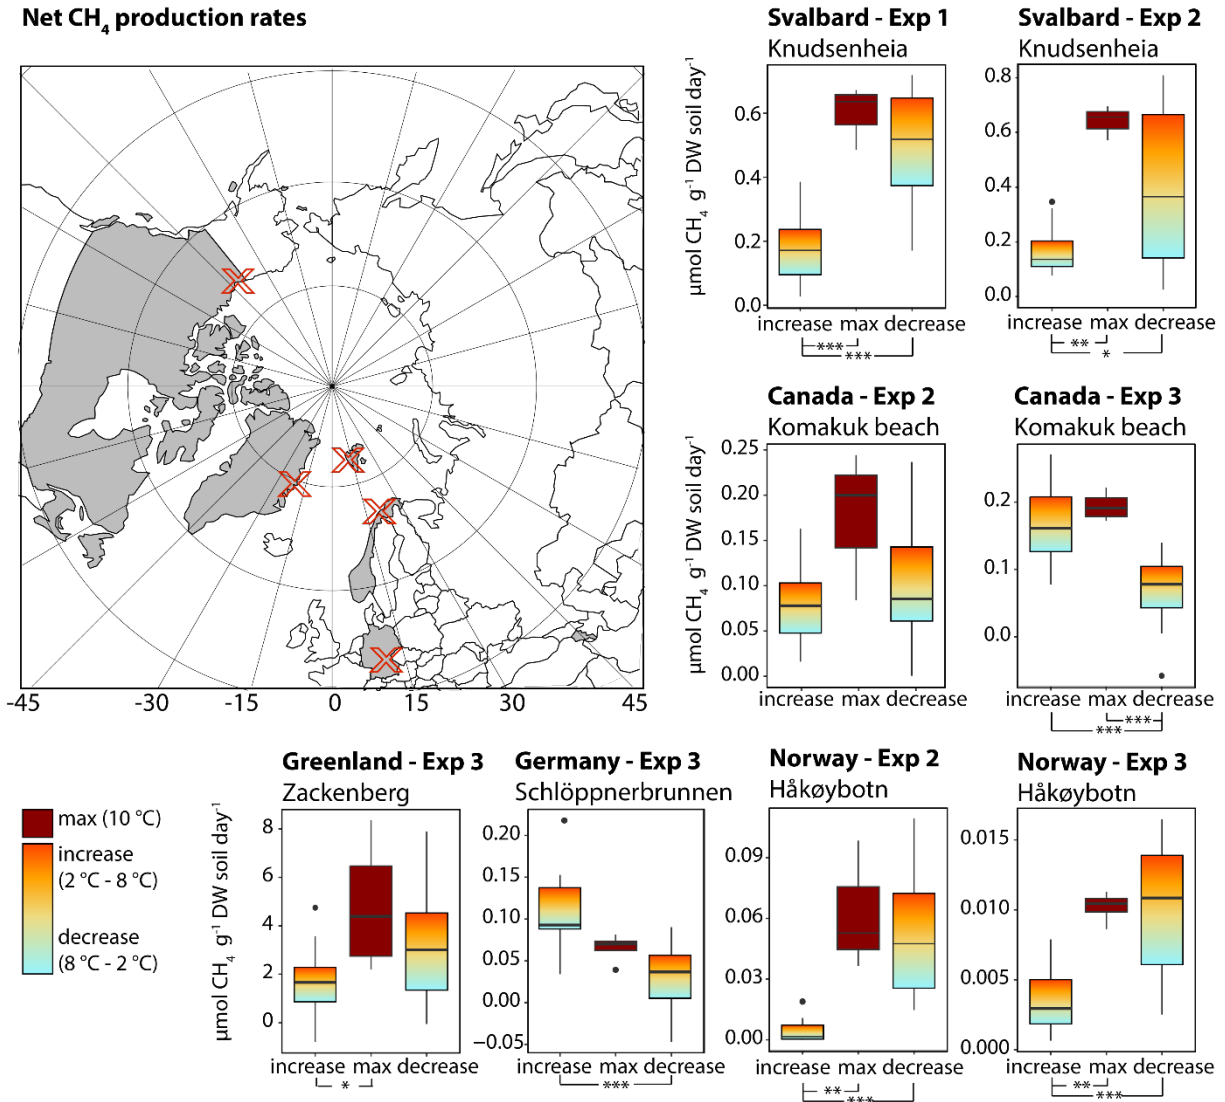 Net CH₄ production rates
-45 -30 -15 0 15 30 45
Svalbard - Exp 1
Knudsenheia
µmol CH₄ g⁻¹ DW soil day⁻¹
0.6
0.4
0.2
0.0
increase max decrease
***
***
Svalbard - Exp 2
Knudsenheia
0.8
0.6
0.4
0.2
0.0
increase max decrease
**
*
Canada - Exp 2
Komakuk beach
µmol CH₄ g⁻¹ DW soil day⁻¹
0.25
0.20
0.15
0.10
0.05
0.00
increase max decrease
Canada - Exp 3
Komakuk beach
0.2
0.1
0.0
increase max decrease
***
***
max (10 °C)
increase
(2 °C - 8 °C)
decrease
(8 °C - 2 °C)
Greenland - Exp 3
Zackenberg
µmol CH₄ g⁻¹ DW soil day⁻¹
8
6
4
2
0
increase max decrease
*
Germany - Exp 3
Schlöppnerbrunnen
0.20
0.15
0.10
0.05
0.00
-0.05
increase max decrease
***
Norway - Exp 2
Håkøybotn
0.09
0.06
0.03
0.00
increase max decrease
**
***
Norway - Exp 3
Håkøybotn
0.015
0.010
0.005
0.000
increase max decrease
**
***